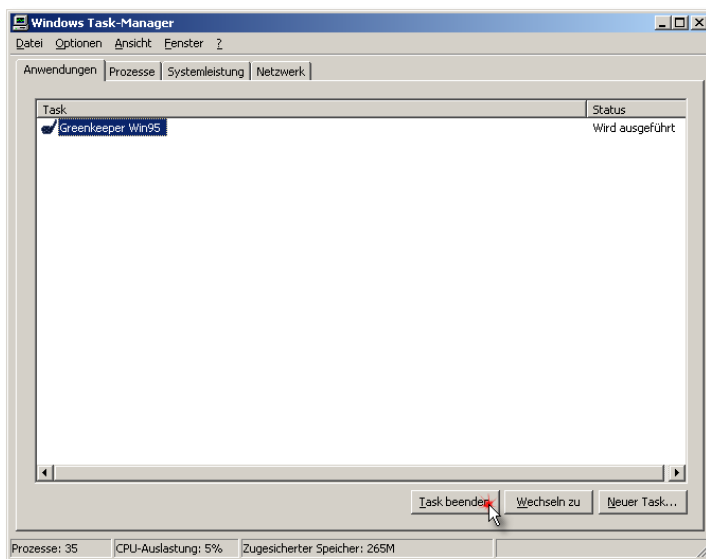 Windows Task-Manager
Datei Optionen Ansicht Fenster ?
Anwendungen Prozesse Systemleistung Netzwerk
Task Status
Greenkeeper Win95 Wird ausgeführt
Task beenden Wechseln zu Neuer Task...
Prozesse: 35 CPU-Auslastung: 5% Zugesicherter Speicher: 265M